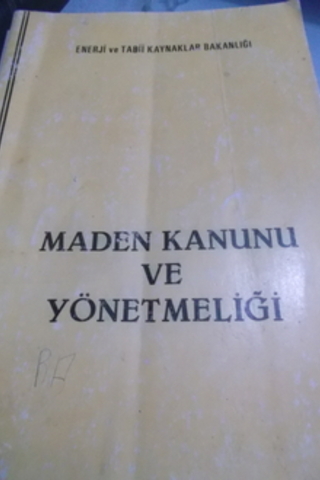 ENERJİ ve TABİİ KAYNAKLAR BAKANLIĞI
MADEN KANUNU
VE
YÖNETMELİĞİ